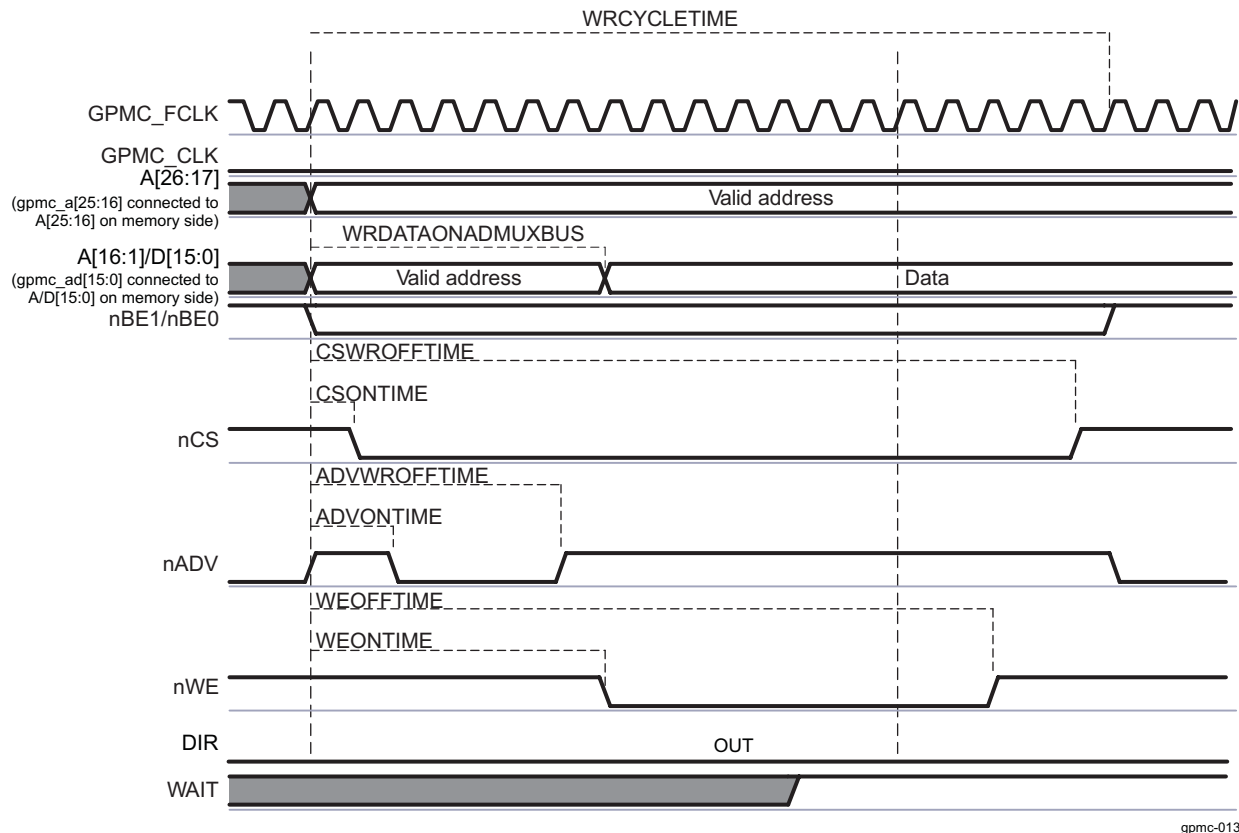 WRCYCLETIME
GPMC_FCLK
GPMC_CLK
A[26:17]
(gpmc_a[25:16] connected to
A[25:16] on memory side)
Valid address
WRDATAONADMUXBUS
A[16:1]/D[15:0]
(gpmc_ad[15:0] connected to
A/D[15:0] on memory side)
Valid address
Data
nBE1/nBE0
CSWROFFTIME
CSONTIME
nCS
ADVWROFFTIME
ADVONTIME
nADV
WEOFFTIME
WEONTIME
nWE
DIR
OUT
WAIT
gpmc-013